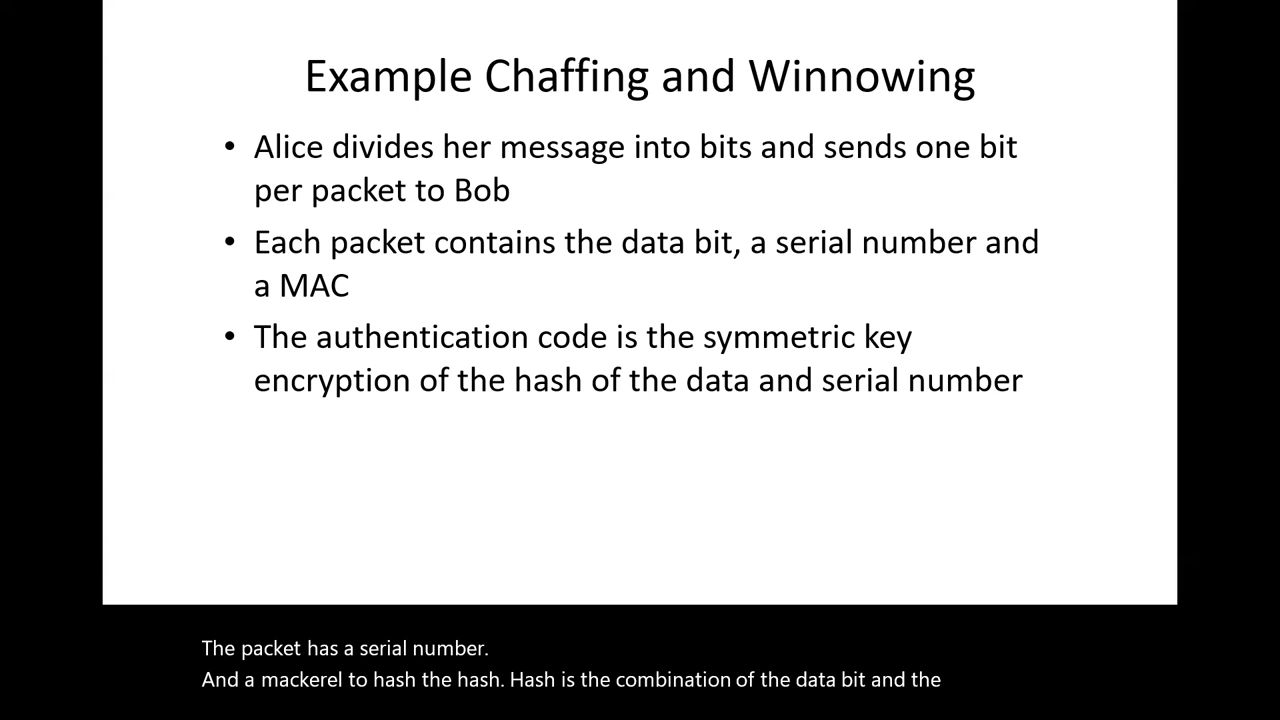 Example Chaffing and Winnowing
• Alice divides her message into bits and sends one bit
per packet to Bob
• Each packet contains the data bit, a serial number and
a MAC
• The authentication code is the symmetric key
encryption of the hash of the data and serial number
The packet has a serial number.
And a mackerel to hash the hash. Hash is the combination of the data bit and the